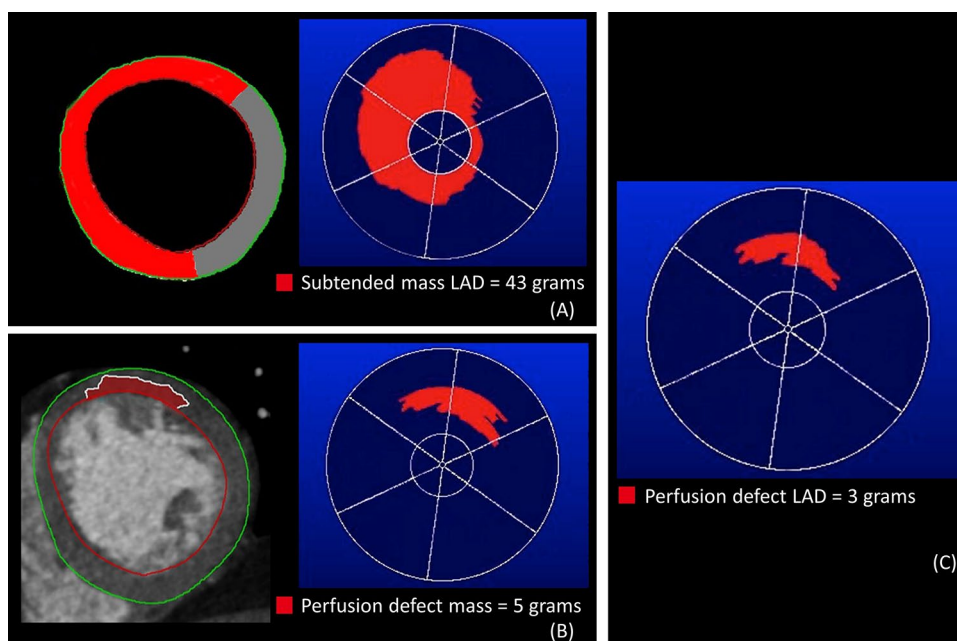 Subtended mass LAD = 43 grams
(A)
Perfusion defect mass = 5 grams
(B)
Perfusion defect LAD = 3 grams
(C)